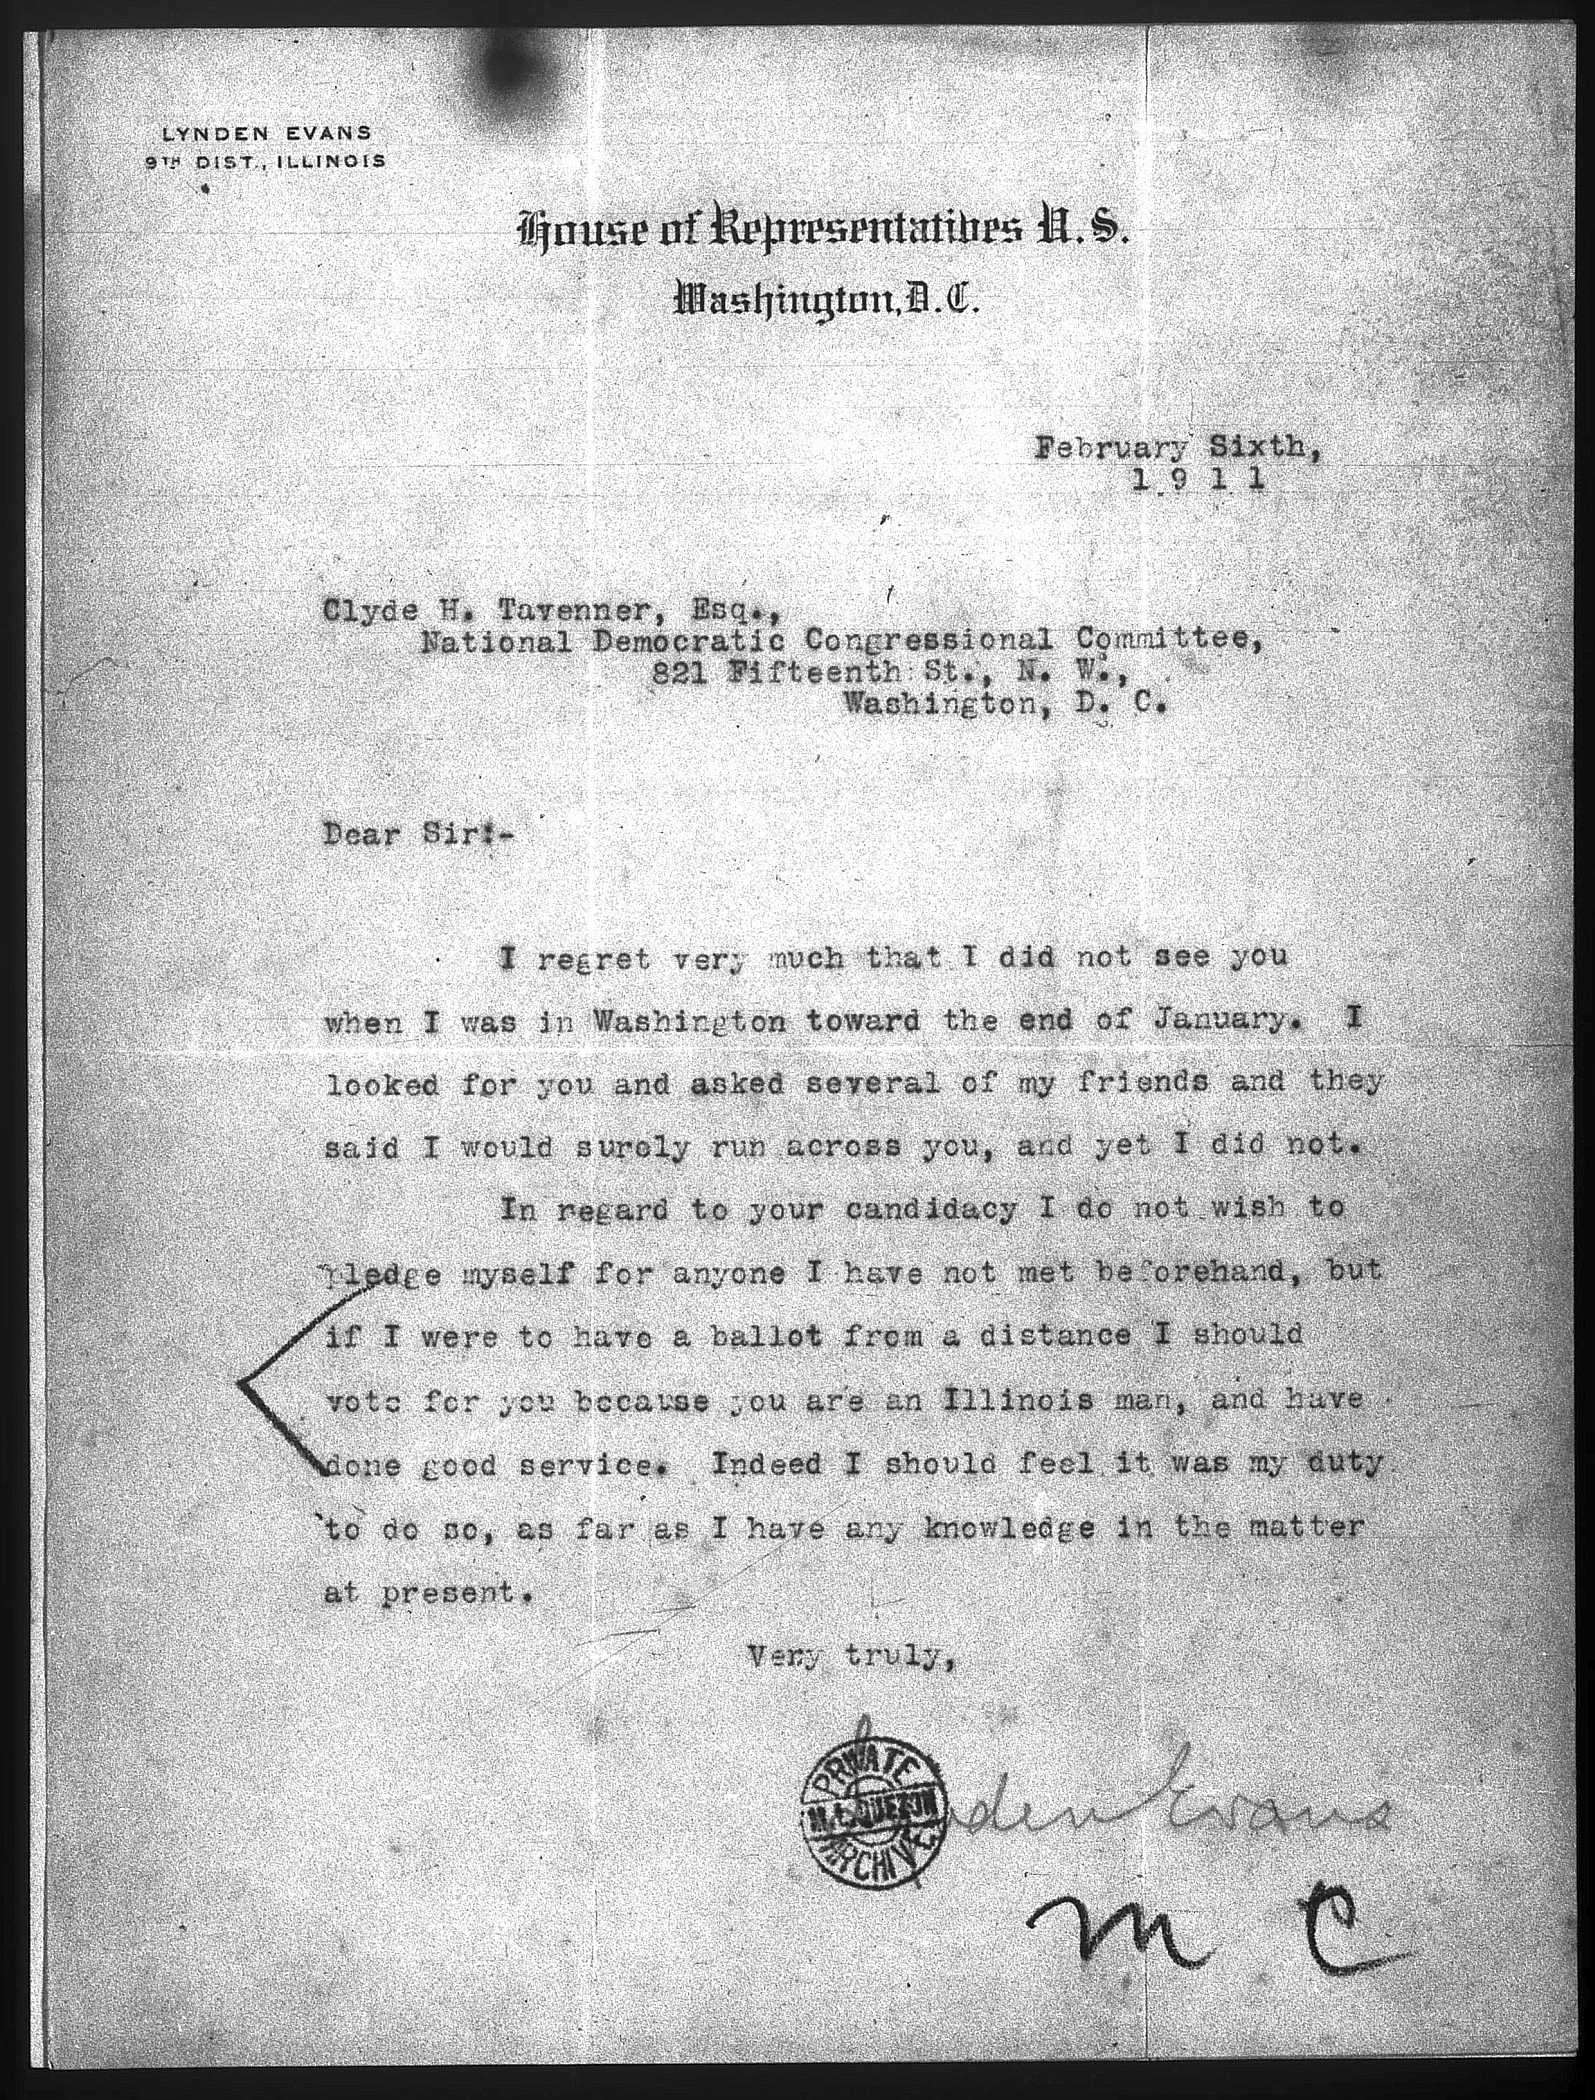 LYNDEN EVANS
9TH DIST., ILLINOIS
House of Representatives U.S.
Washington, D.C.
February Sixth,
1 9 1 1
Clyde H. Tavenner, Esq.,
National Democratic Congressional Committee,
821 Fifteenth St., N. W.,
Washington, D. C.
Dear Sir:-
I regret very much that I did not see you
when I was in Washington toward the end of January. I
looked for you and asked several of my friends and they
said I would surely run across you, and yet I did not.
In regard to your candidacy I do not wish to
pledge myself for anyone I have not met beforehand, but
if I were to have a ballot from a distance I should
vote for you because you are an Illinois man, and have
done good service. Indeed I should feel it was my duty
to do so, as far as I have any knowledge in the matter
at present.
Very truly,
Lynden Evans
PRIVATE
M.L. QUEZON
ARCHIVE
M C